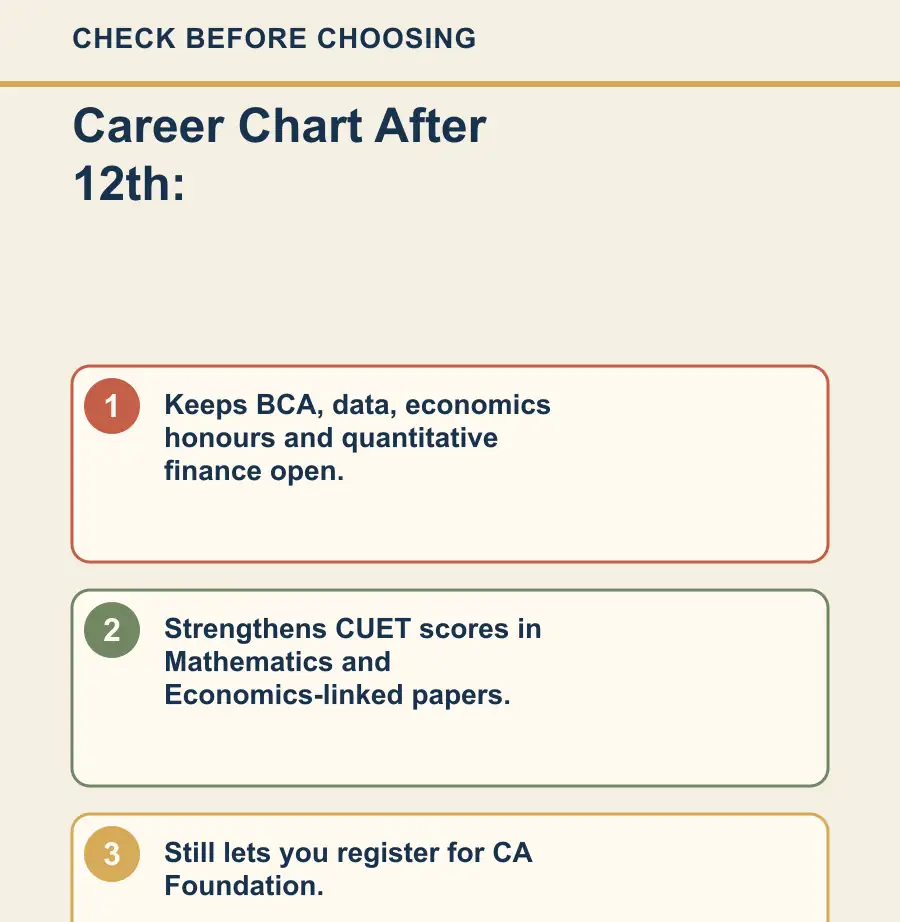 CHECK BEFORE CHOOSING
Career Chart After
12th:
1
Keeps BCA, data, economics
honours and quantitative
finance open.
2
Strengthens CUET scores in
Mathematics and
Economics-linked papers.
3
Still lets you register for CA
Foundation.